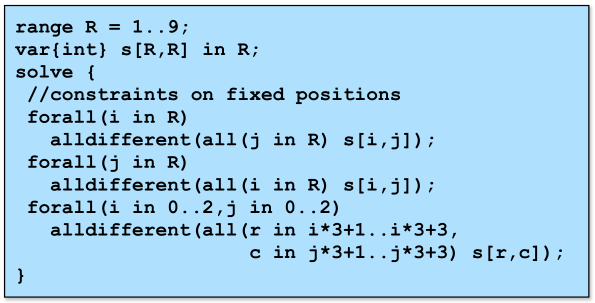 range R = 1..9;
var{int} s[R,R] in R;
solve {
//constraints on fixed positions
forall(i in R)
alldifferent(all(j in R) s[i,j]);
forall(j in R)
alldifferent(all(i in R) s[i,j]);
forall(i in 0..2,j in 0..2)
alldifferent(all(r in i*3+1..i*3+3,
c in j*3+1..j*3+3) s[r,c]);
}